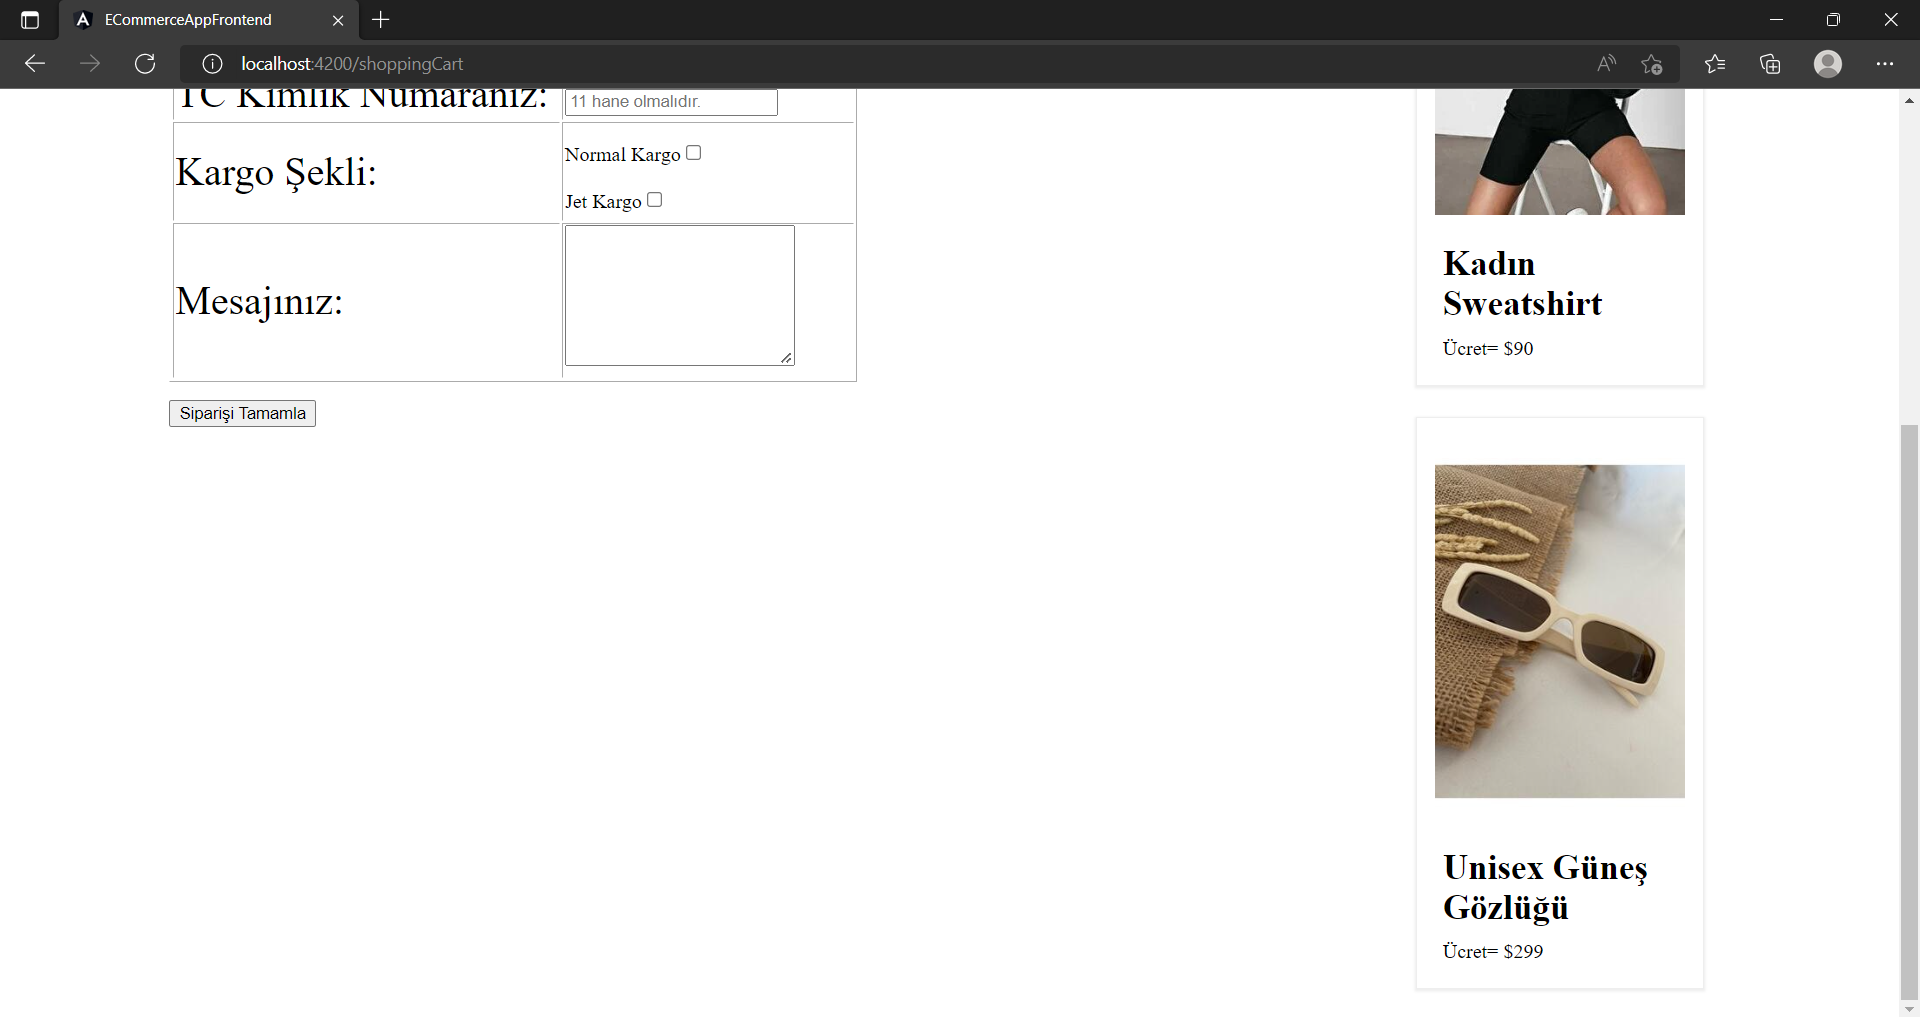 ECommerceAppFrontend
localhost:4200/shoppingCart
TC Kimlik Numaranız:
11 hane olmalıdır.
Kargo Şekli:
Normal Kargo
Jet Kargo
Mesajınız:
Siparişi Tamamla
Kadın
Sweatshirt
Ücret= $90
Unisex Güneş
Gözlüğü
Ücret= $299